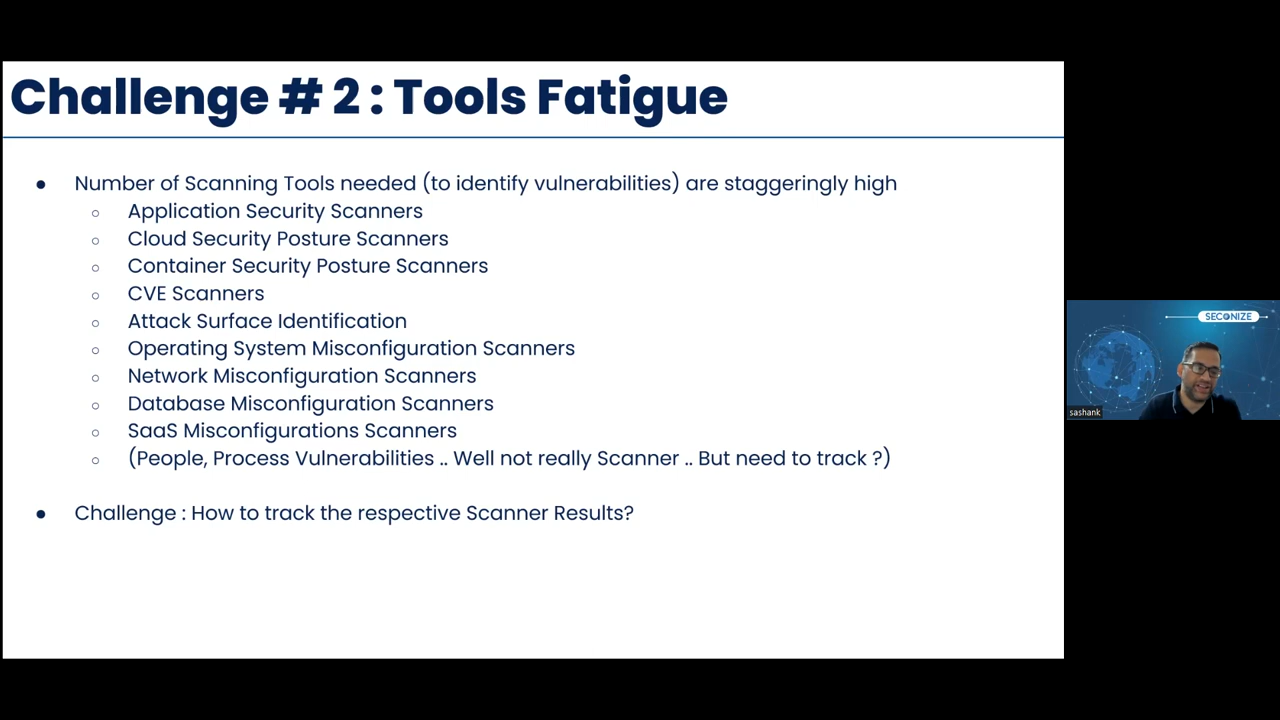 Challenge # 2 : Tools Fatigue
● Number of Scanning Tools needed (to identify vulnerabilities) are staggeringly high
○ Application Security Scanners
○ Cloud Security Posture Scanners
○ Container Security Posture Scanners
○ CVE Scanners
○ Attack Surface Identification
○ Operating System Misconfiguration Scanners
○ Network Misconfiguration Scanners
○ Database Misconfiguration Scanners
○ SaaS Misconfigurations Scanners
○ (People, Process Vulnerabilities .. Well not really Scanner .. But need to track ?)
● Challenge : How to track the respective Scanner Results?
SECONIZE
sashank